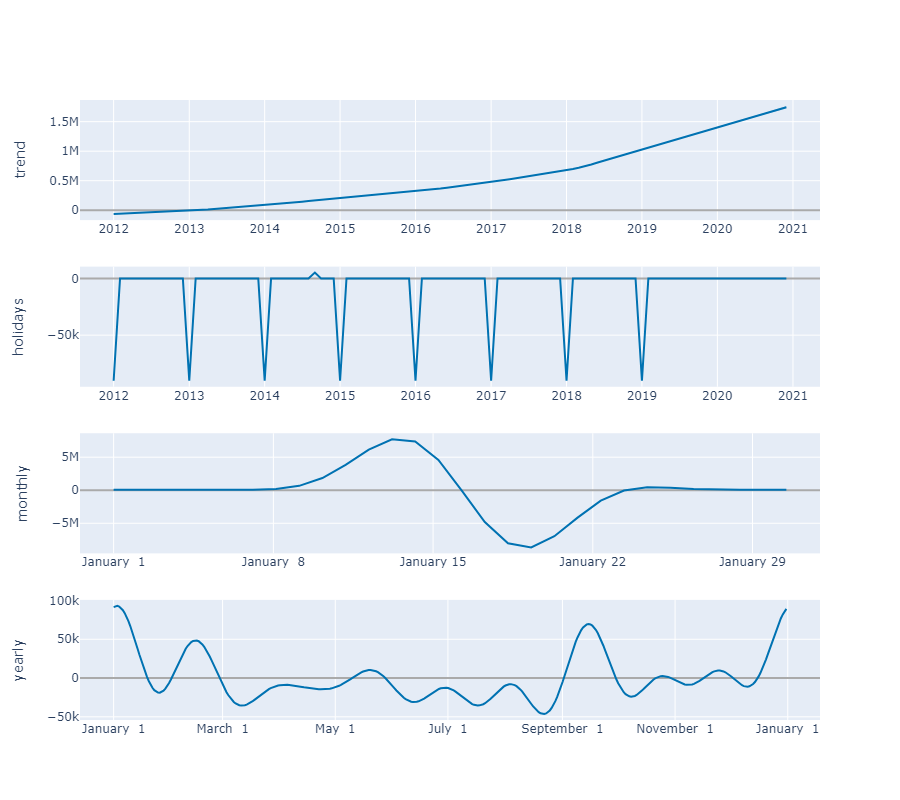 trend
1.5M
1M
0.5M
0
2012 2013 2014 2015 2016 2017 2018 2019 2020 2021
holidays
0
−50k
2012 2013 2014 2015 2016 2017 2018 2019 2020 2021
monthly
5M
0
−5M
January 1 January 8 January 15 January 22 January 29
yearly
100k
50k
0
−50k
January 1 March 1 May 1 July 1 September 1 November 1 January 1